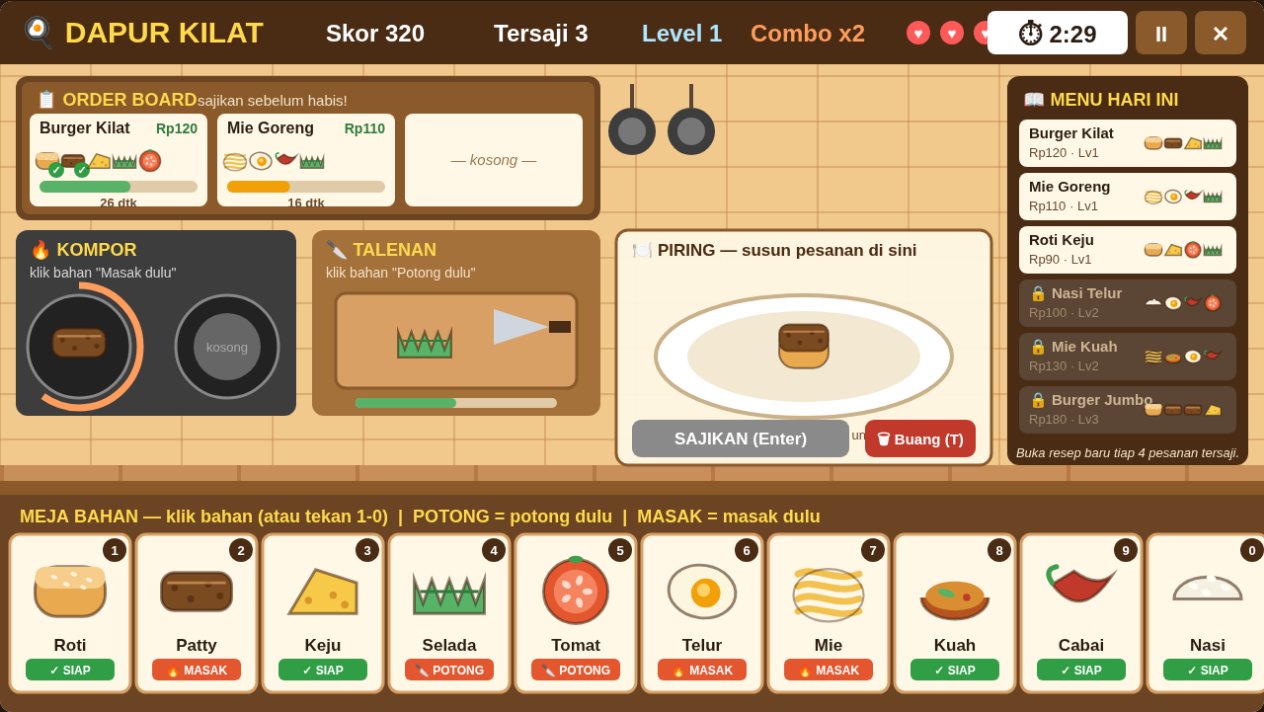 DAPUR KILAT Skor 320 Tersaji 3 Level 1 Combo x2 2:29
ORDER BOARD sajikan sebelum habis!
Burger Kilat Rp120
26 dtk
Mie Goreng Rp110
16 dtk
— kosong —
KOMPOR
klik bahan "Masak dulu"
kosong
TALENAN
klik bahan "Potong dulu"
PIRING — susun pesanan di sini
SAJIKAN (Enter)
un
Buang (T)
MENU HARI INI
Burger Kilat
Rp120 · Lv1
Mie Goreng
Rp110 · Lv1
Roti Keju
Rp90 · Lv1
Nasi Telur
Rp100 · Lv2
Mie Kuah
Rp130 · Lv2
Burger Jumbo
Rp180 · Lv3
Buka resep baru tiap 4 pesanan tersaji.
MEJA BAHAN — klik bahan (atau tekan 1-0) | POTONG = potong dulu | MASAK = masak dulu
1
Roti
✓ SIAP
2
Patty
MASAK
3
Keju
✓ SIAP
4
Selada
POTONG
5
Tomat
POTONG
6
Telur
MASAK
7
Mie
MASAK
8
Kuah
✓ SIAP
9
Cabai
✓ SIAP
0
Nasi
✓ SIAP